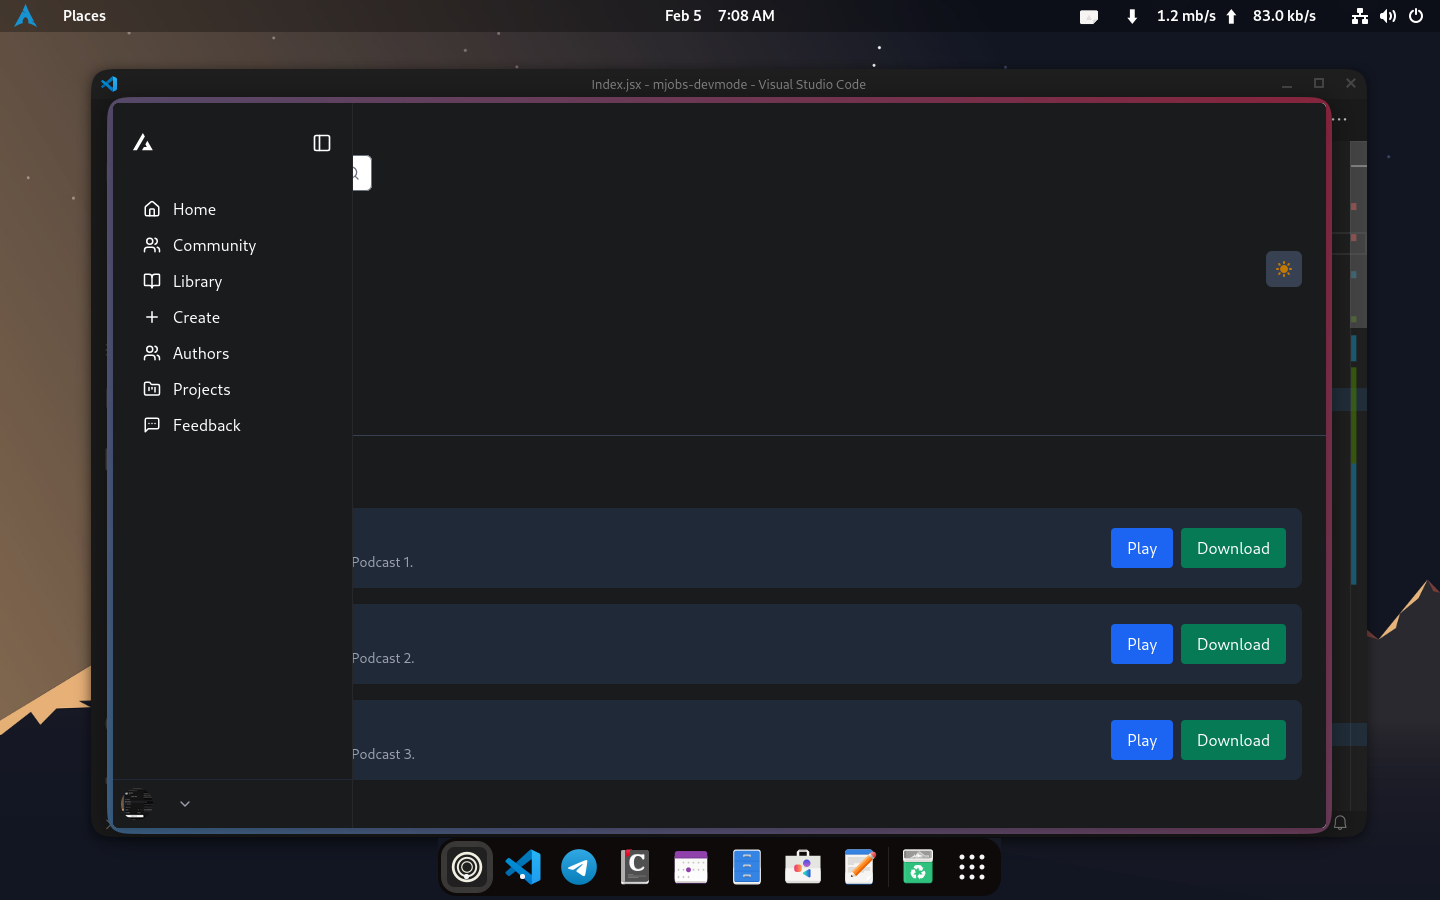 Places
Feb 5 7:08 AM
1.2 mb/s
83.0 kb/s
Index.jsx - mjobs-devmode - Visual Studio Code
Home
Community
Library
Create
Authors
Projects
Feedback
Podcast 1.
Play
Download
Podcast 2.
Play
Download
Podcast 3.
Play
Download
C